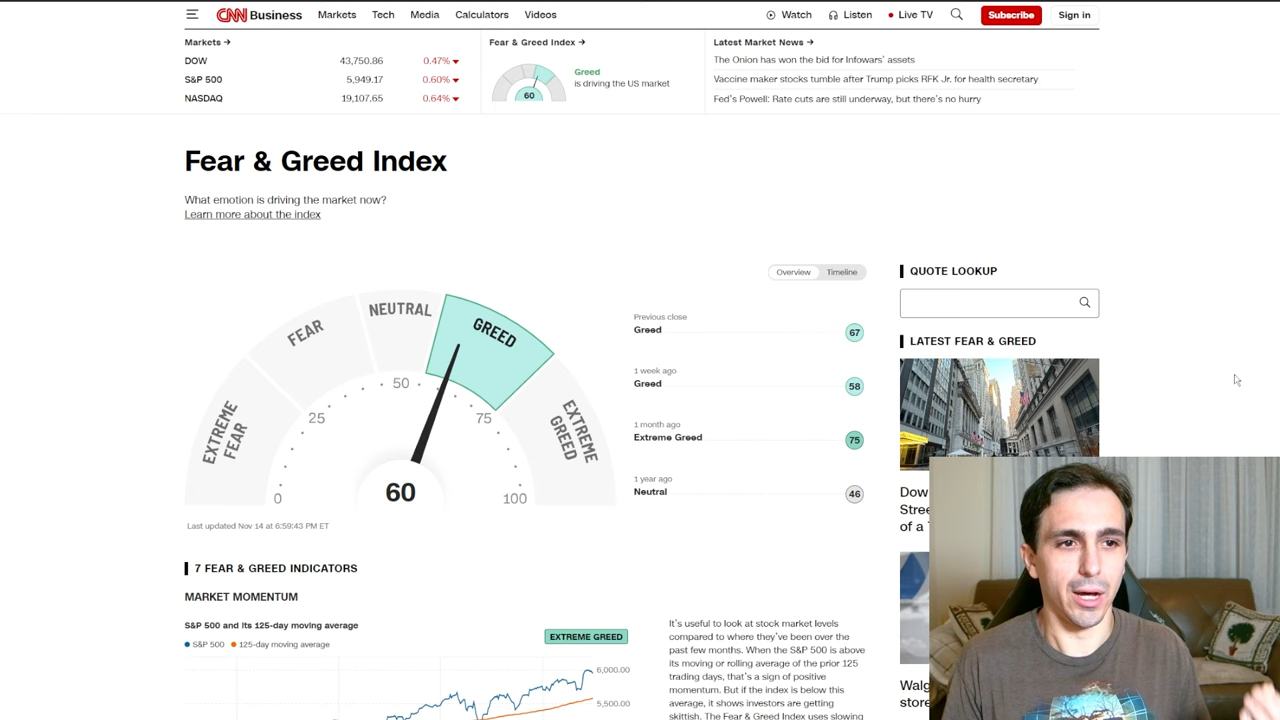 CNN Business
Markets
Tech
Media
Calculators
Videos
Watch
Listen
Live TV
Subscribe
Sign in
Markets →
DOW 43,750.86 0.47%
S&P 500 5,949.17 0.60%
NASDAQ 19,107.65 0.64%
Fear & Greed Index →
Greed
is driving the US market
60
Latest Market News →
The Onion has won the bid for Infowars' assets
Vaccine maker stocks tumble after Trump picks RFK Jr. for health secretary
Fed's Powell: Rate cuts are still underway, but there's no hurry
Fear & Greed Index
What emotion is driving the market now?
Learn more about the index
Overview
Timeline
EXTREME
FEAR
FEAR
NEUTRAL
GREED
EXTREME
GREED
0
25
50
75
100
60
Last updated Nov 14 at 6:59:43 PM ET
Previous close
Greed 67
1 week ago
Greed 58
1 month ago
Extreme Greed 75
1 year ago
Neutral 46
QUOTE LOOKUP
LATEST FEAR & GREED
Dow
Stree
of a
Walg
store
7 FEAR & GREED INDICATORS
MARKET MOMENTUM
S&P 500 and its 125-day moving average
S&P 500
125-day moving average
EXTREME GREED
6,000.00
5,500.00
It's useful to look at stock market levels
compared to where they've been over the
past few months. When the S&P 500 is above
its moving or rolling average of the prior 125
trading days, that's a sign of positive
momentum. But if the index is below this
average, it shows investors are getting
skittish. The Fear & Greed Index uses slowing